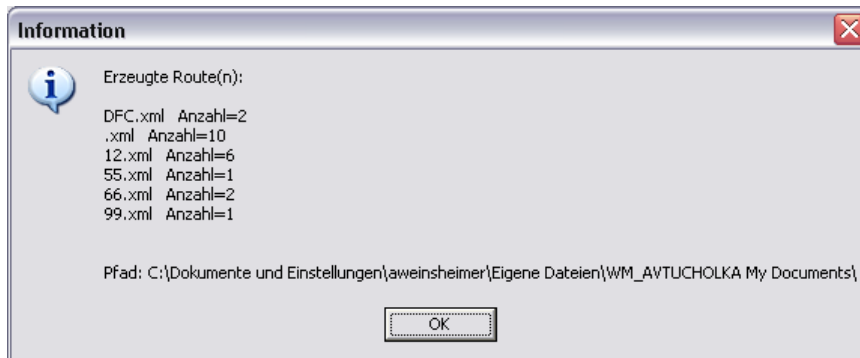 Information
Erzeugte Route(n):
DFC.xml Anzahl=2
.xml Anzahl=10
12.xml Anzahl=6
55.xml Anzahl=1
66.xml Anzahl=2
99.xml Anzahl=1
Pfad: C:\Dokumente und Einstellungen\aweinsheimer\Eigene Dateien\WM_AVTUCHOLKA My Documents\
OK